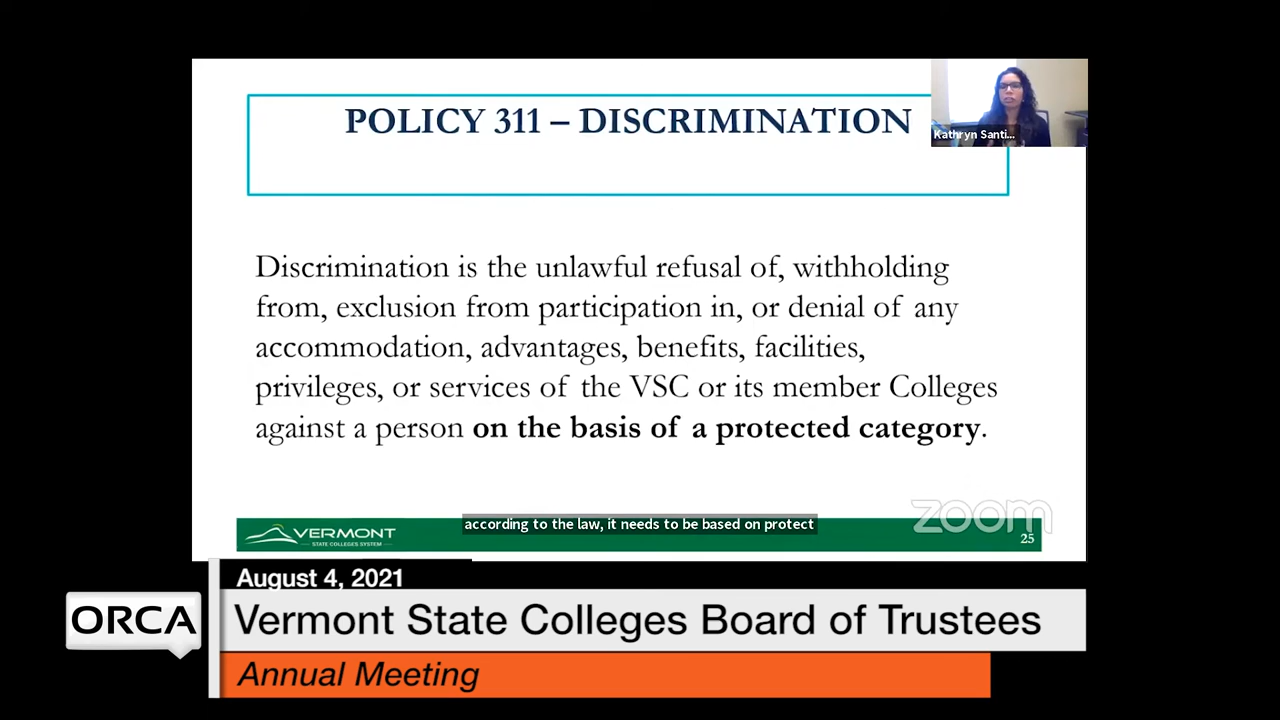 POLICY 311 – DISCRIMINATION
Kathryn Santi...
Discrimination is the unlawful refusal of, withholding
from, exclusion from participation in, or denial of any
accommodation, advantages, benefits, facilities,
privileges, or services of the VSC or its member Colleges
against a person on the basis of a protected category.
zoom
VERMONT
STATE COLLEGES SYSTEM
according to the law, it needs to be based on protect
25
August 4, 2021
ORCA
Vermont State Colleges Board of Trustees
Annual Meeting